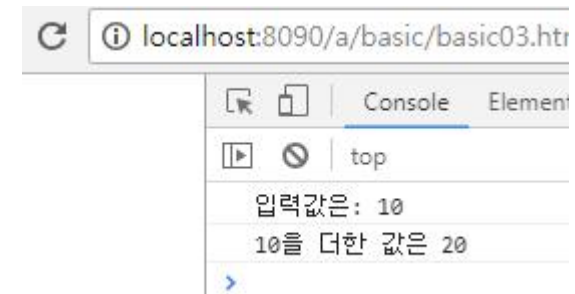 localhost:8090/a/basic/basic03.htm
Console Element
top
입력값은: 10
10을 더한 값은 20